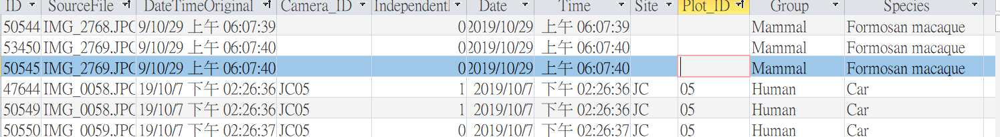 ID SourceFile DateTimeOriginal Camera_ID Independent Date Time Site Plot_ID Group Species
50544 IMG_2768.JPG 9/10/29 上午 06:07:39 0 2019/10/29 上午 06:07:39 Mammal Formosan macaque
53450 IMG_2769.JPG 9/10/29 上午 06:07:40 0 2019/10/29 上午 06:07:40 Mammal Formosan macaque
50545 IMG_2769.JPG 9/10/29 上午 06:07:40 0 2019/10/29 上午 06:07:40 Mammal Formosan macaque
47644 IMG_0058.JPG 19/10/7 下午 02:26:36 JC05 1 2019/10/7 下午 02:26:36 JC 05 Human Car
50549 IMG_0058.JPG 19/10/7 下午 02:26:36 JC05 1 2019/10/7 下午 02:26:36 JC 05 Human Car
50550 IMG_0059.JPG 19/10/7 下午 02:26:37 JC05 0 2019/10/7 下午 02:26:37 JC 05 Human Car